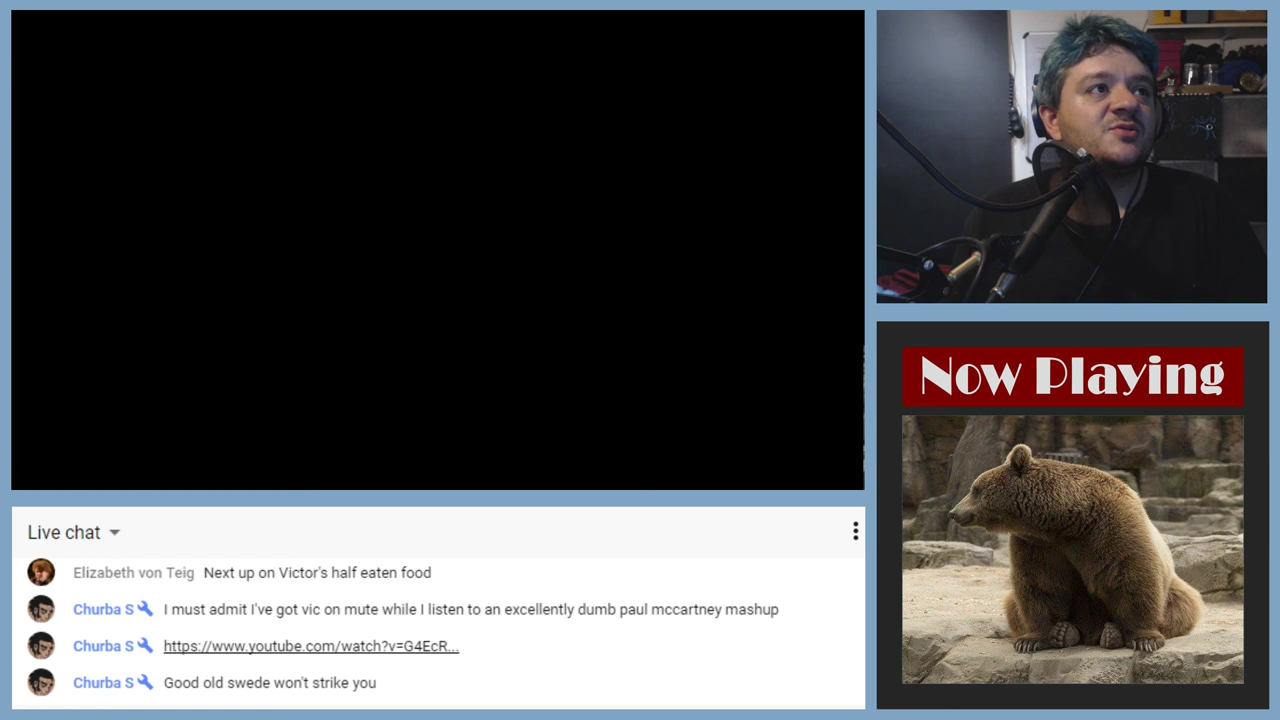 Now Playing
Live chat
Elizabeth von Teig Next up on Victor's half eaten food
Churba S I must admit I've got vic on mute while I listen to an excellently dumb paul mccartney mashup
Churba S https://www.youtube.com/watch?v=G4EcR...
Churba S Good old swede won't strike you